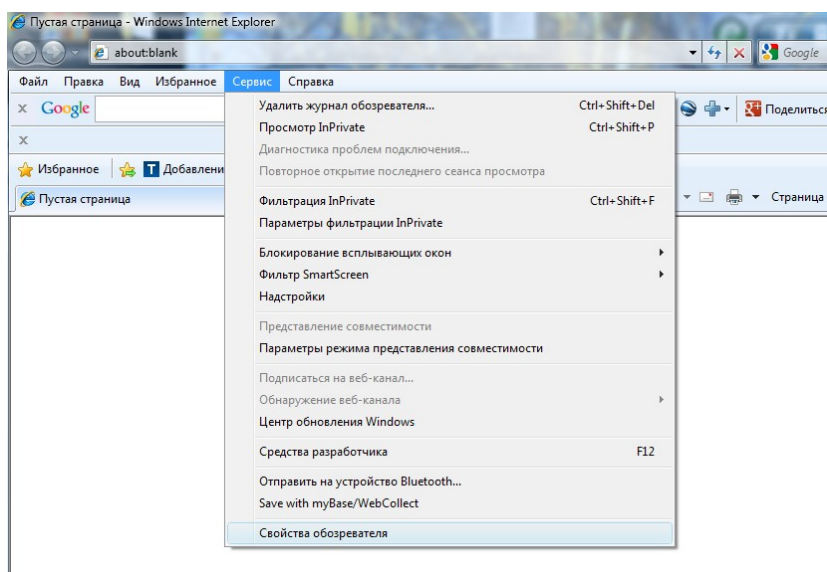 Пустая страница - Windows Internet Explorer
about:blank
Google
Файл Правка Вид Избранное Сервис Справка
x Google
Поделиться
x
Избранное
T Добавлени
Пустая страница
Страница
Удалить журнал обозревателя... Ctrl+Shift+Del
Просмотр InPrivate Ctrl+Shift+P
Диагностика проблем подключения...
Повторное открытие последнего сеанса просмотра
Фильтрация InPrivate Ctrl+Shift+F
Параметры фильтрации InPrivate
Блокирование всплывающих окон
Фильтр SmartScreen
Надстройки
Представление совместимости
Параметры режима представления совместимости
Подписаться на веб-канал...
Обнаружение веб-канала
Центр обновления Windows
Средства разработчика F12
Отправить на устройство Bluetooth...
Save with myBase/WebCollect
Свойства обозревателя